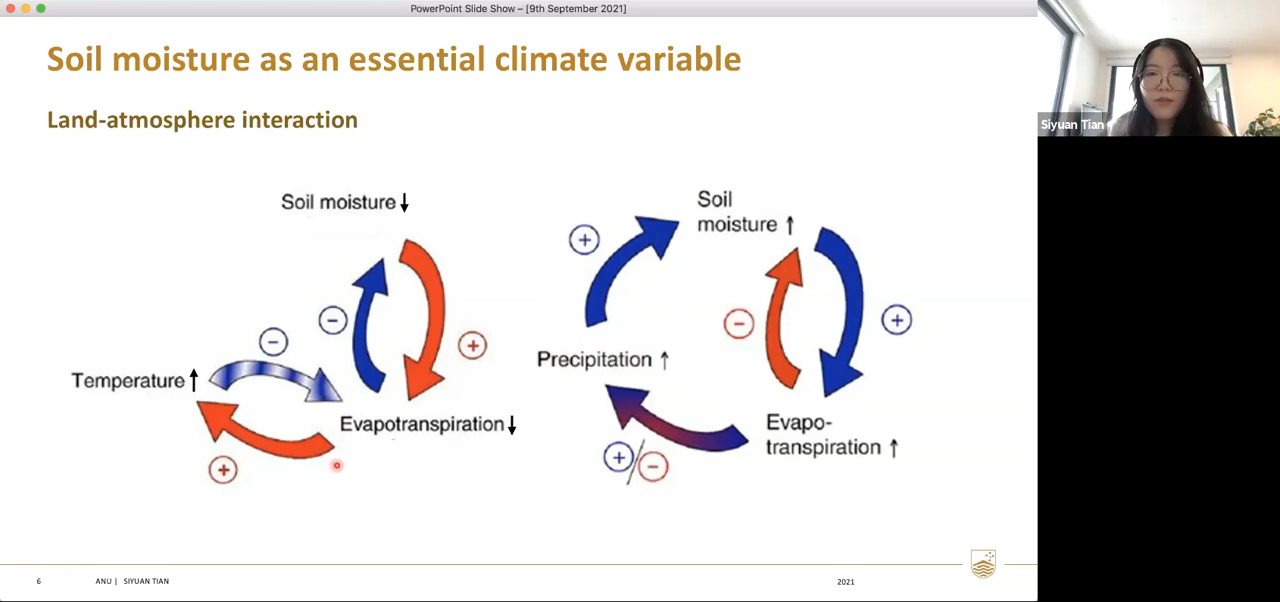 PowerPoint Slide Show – [9th September 2021]
Soil moisture as an essential climate variable
Land-atmosphere interaction
Soil moisture ↓
Temperature ↑
Evapotranspiration ↓
−
−
+
+
Soil
moisture ↑
Precipitation ↑
Evapo-
transpiration ↑
+
−
+
+/−
6
ANU | SIYUAN TIAN
2021
Siyuan Tian